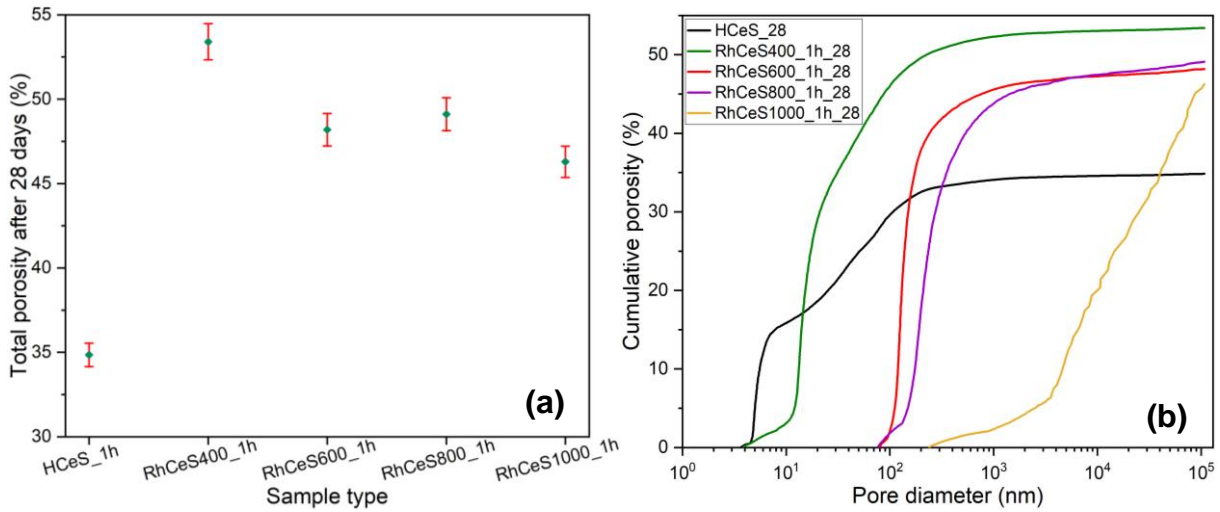 Total porosity after 28 days (%)
55
50
45
40
35
30
HCeS_1h
RhCeS400_1h
RhCeS600_1h
RhCeS800_1h
RhCeS1000_1h
Sample type
(a)
Cumulative porosity (%)
50
40
30
20
10
0
HCeS_28
RhCeS400_1h_28
RhCeS600_1h_28
RhCeS800_1h_28
RhCeS1000_1h_28
10⁰
10¹
10²
10³
10⁴
10⁵
Pore diameter (nm)
(b)